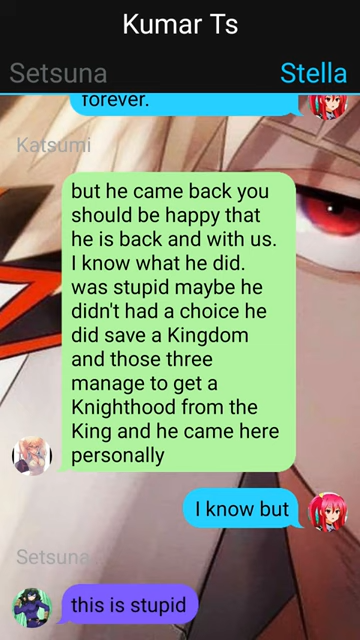 Kumar Ts
Setsuna
Stella
forever.
Katsumi
but he came back you
should be happy that
he is back and with us.
I know what he did.
was stupid maybe he
didn't had a choice he
did save a Kingdom
and those three
manage to get a
Knighthood from the
King and he came here
personally
I know but
Setsuna
this is stupid